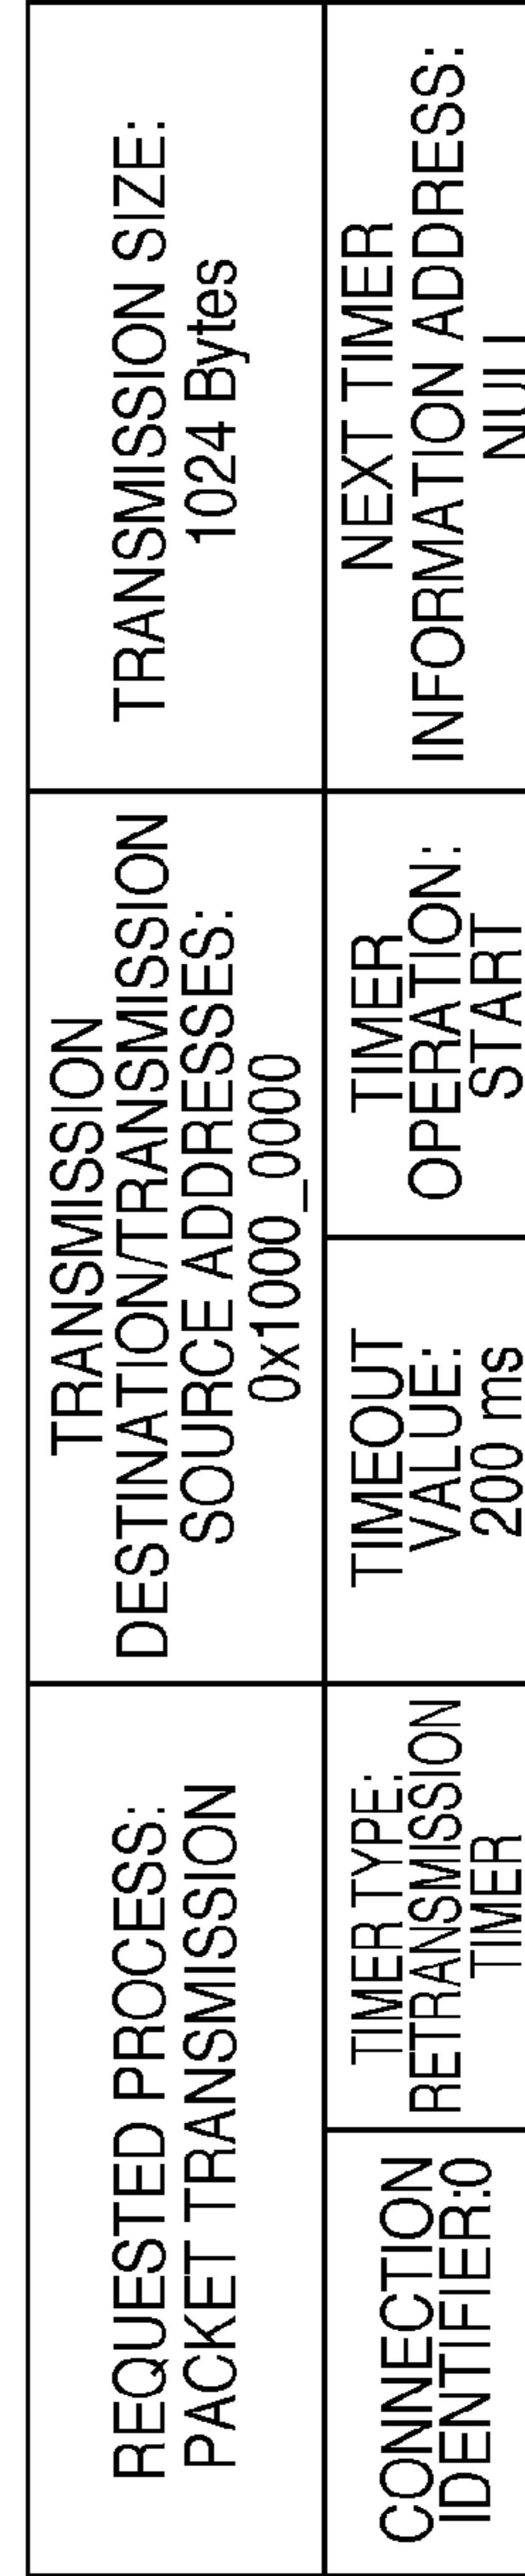 REQUESTED PROCESS:
PACKET TRANSMISSION
TRANSMISSION
DESTINATION/TRANSMISSION
SOURCE ADDRESSES:
0x1000_0000
TRANSMISSION SIZE:
1024 Bytes
CONNECTION
IDENTIFIER:0
TIMER TYPE:
RETRANSMISSION
TIMER
TIMEOUT
VALUE:
200 ms
TIMER
OPERATION:
START
NEXT TIMER
INFORMATION ADDRESS:
NULL